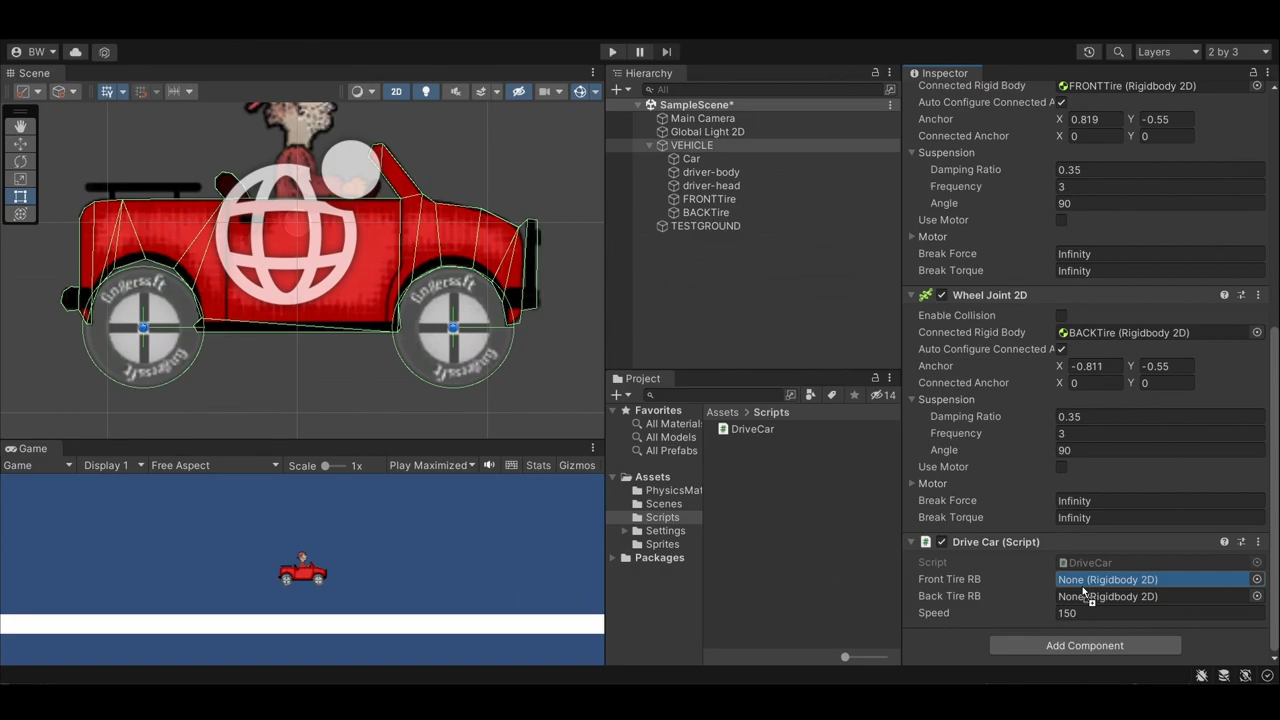 BW
Layers
2 by 3
Scene
2D
fingersoft
fingersoft
fingersoft
fingersoft
Hierarchy
All
SampleScene*
Main Camera
Global Light 2D
VEHICLE
Car
driver-body
driver-head
FRONTTire
BACKTire
TESTGROUND
Game
Game
Display 1
Free Aspect
Scale
1x
Play Maximized
Stats
Gizmos
Project
14
Favorites
All Materials
All Models
All Prefabs
Assets
PhysicsMat
Scenes
Scripts
Settings
Sprites
Packages
Assets > Scripts
DriveCar
Inspector
Connected Rigid Body
FRONTTire (Rigidbody 2D)
Auto Configure Connected A
Anchor
X 0.819
Y -0.55
Connected Anchor
X 0
Y 0
Suspension
Damping Ratio
0.35
Frequency
3
Angle
90
Use Motor
Motor
Break Force
Infinity
Break Torque
Infinity
Wheel Joint 2D
Enable Collision
Connected Rigid Body
BACKTire (Rigidbody 2D)
Auto Configure Connected A
Anchor
X -0.811
Y -0.55
Connected Anchor
X 0
Y 0
Suspension
Damping Ratio
0.35
Frequency
3
Angle
90
Use Motor
Motor
Break Force
Infinity
Break Torque
Infinity
Drive Car (Script)
Script
DriveCar
Front Tire RB
None (Rigidbody 2D)
Back Tire RB
None (Rigidbody 2D)
Speed
150
Add Component